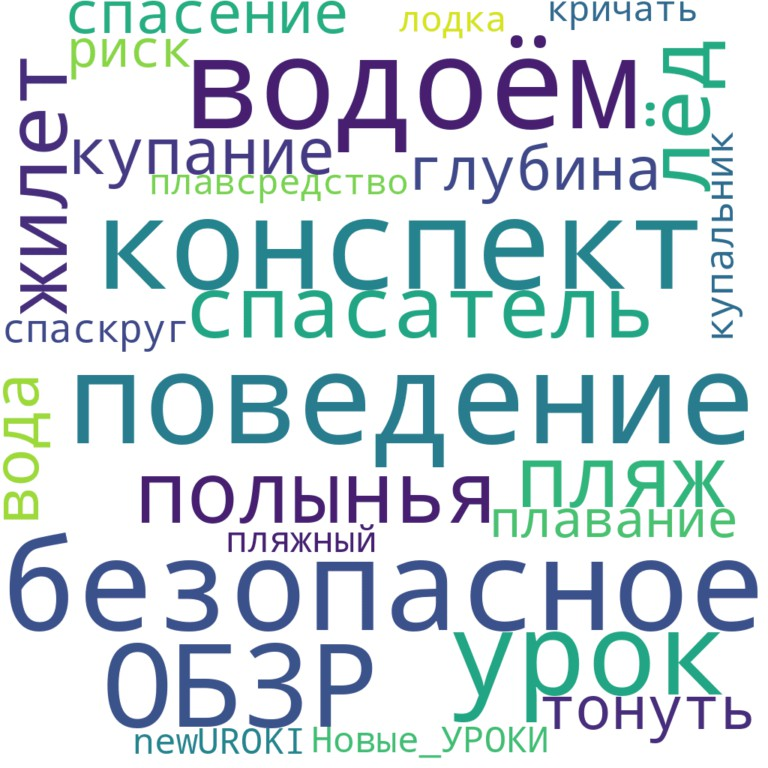 спасение
лодка
кричать
риск
водоём
лёд
жилет
купание
глубина
плавсредство
купальник
конспект
спасатель
спаскруг
поведение
вода
полынья
пляж
плавание
пляжный
безопасное
ОБЗР
урок
тонуть
newUROKI
Новые_УРОКИ